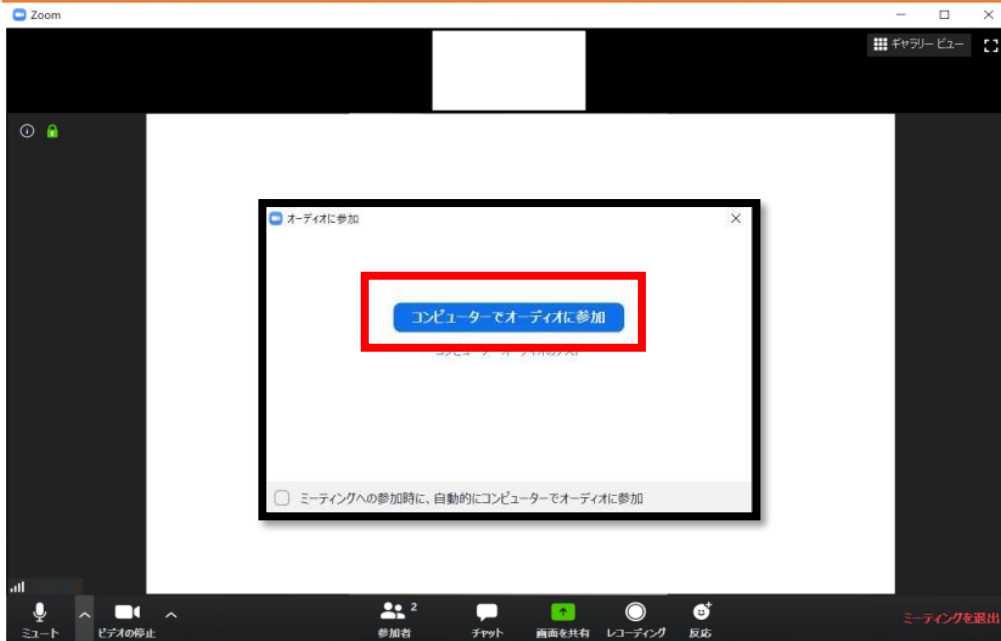 Zoom
ギャラリー ビュー
オーディオに参加
コンピューターでオーディオに参加
ミーティングへの参加時に、自動的にコンピューターでオーディオに参加
2
ミュート
ビデオの停止
参加者
チャット
画面を共有
レコーディング
反応
ミーティングを退出